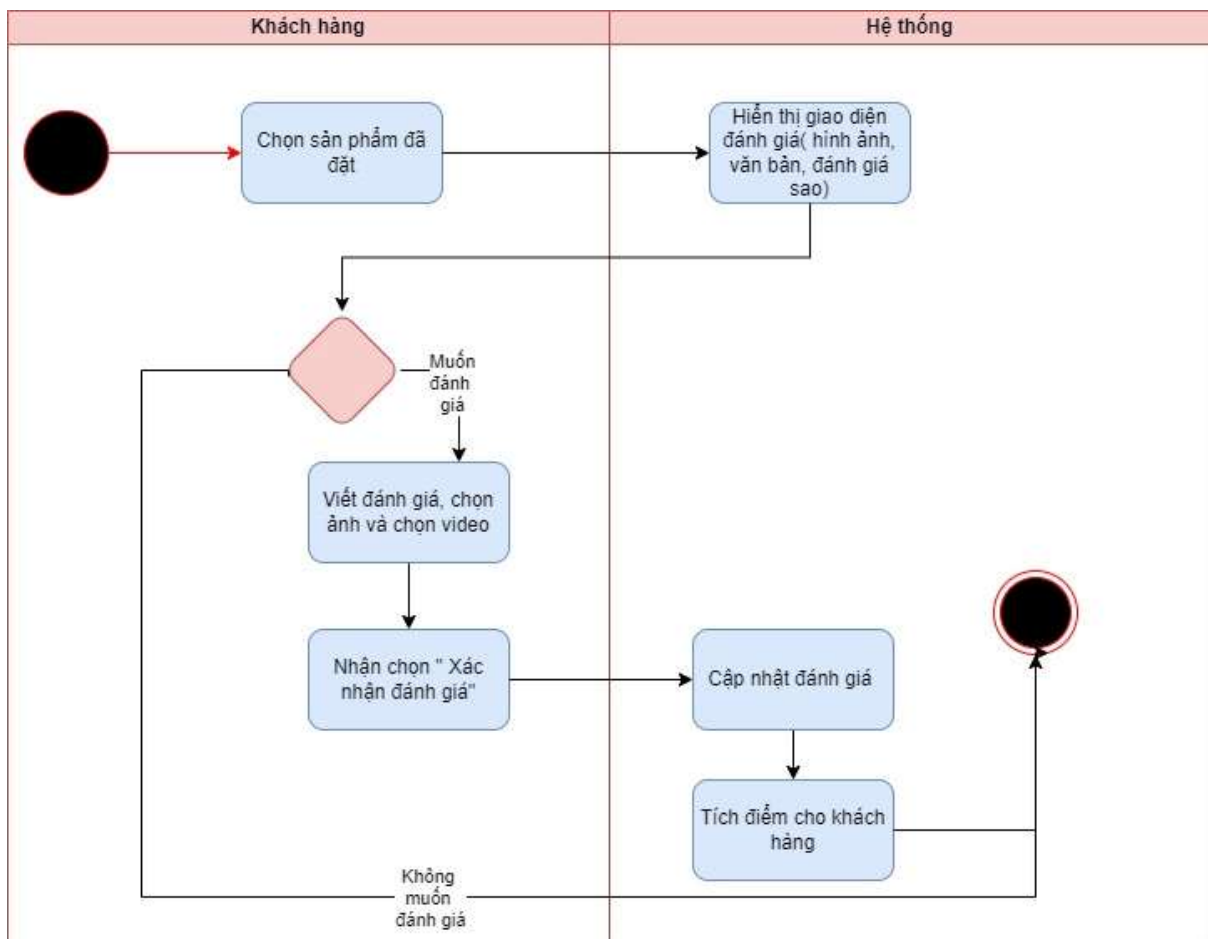 Khách hàng
Hệ thống
Chọn sản phẩm đã
đặt
Hiển thị giao diện
đánh giá( hình ảnh,
văn bản, đánh giá
sao)
Muốn
đánh
giá
Viết đánh giá, chọn
ảnh và chọn video
Nhận chọn " Xác
nhận đánh giá"
Cập nhật đánh giá
Tích điểm cho khách
hàng
Không
muốn
đánh giá